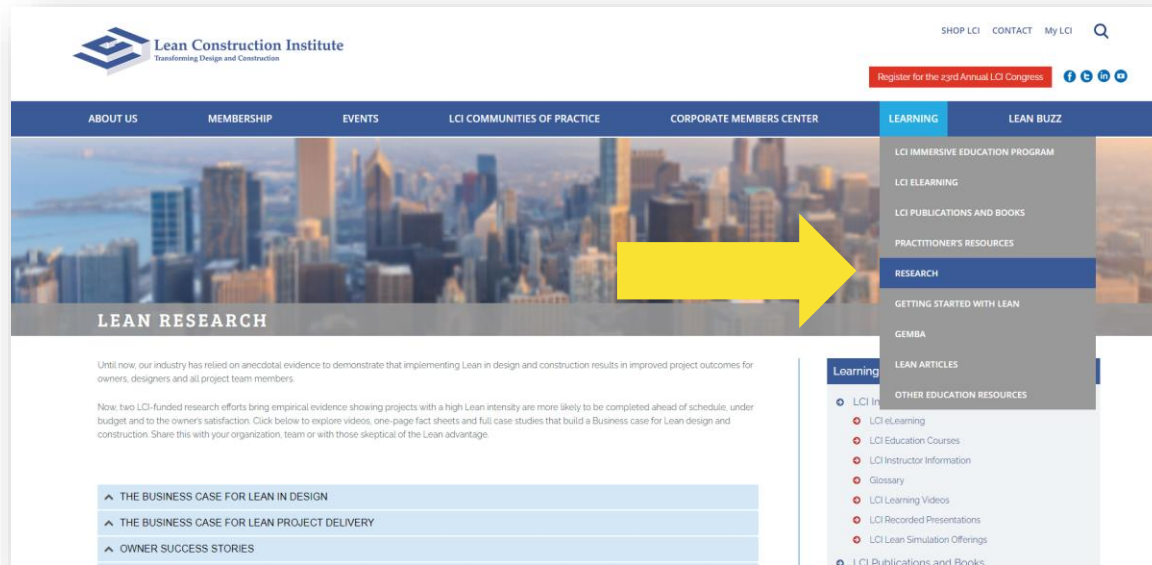 Lean Construction Institute
Transforming Design and Construction
SHOP LCI CONTACT My LCI
Register for the 23rd Annual LCI Congress
ABOUT US MEMBERSHIP EVENTS LCI COMMUNITIES OF PRACTICE CORPORATE MEMBERS CENTER LEARNING LEAN BUZZ
LCI IMMERSIVE EDUCATION PROGRAM
LCI ELEARNING
LCI PUBLICATIONS AND BOOKS
PRACTITIONER'S RESOURCES
RESEARCH
GETTING STARTED WITH LEAN
GEMBA
LEAN ARTICLES
OTHER EDUCATION RESOURCES
LEAN RESEARCH
Until now, our industry has relied on anecdotal evidence to demonstrate that implementing Lean in design and construction results in improved project outcomes for
owners, designers and all project team members.
Now, two LCI-funded research efforts bring empirical evidence showing projects with a high Lean intensity are more likely to be completed ahead of schedule, under
budget and to the owner's satisfaction. Click below to explore videos, one-page fact sheets and full case studies that build a Business case for Lean design and
construction. Share this with your organization, team or with those skeptical of the Lean advantage.
THE BUSINESS CASE FOR LEAN IN DESIGN
THE BUSINESS CASE FOR LEAN PROJECT DELIVERY
OWNER SUCCESS STORIES
Learning
LCI In
LCI eLearning
LCI Education Courses
LCI Instructor Information
Glossary
LCI Learning Videos
LCI Recorded Presentations
LCI Lean Simulation Offerings
LCI Publications and Books